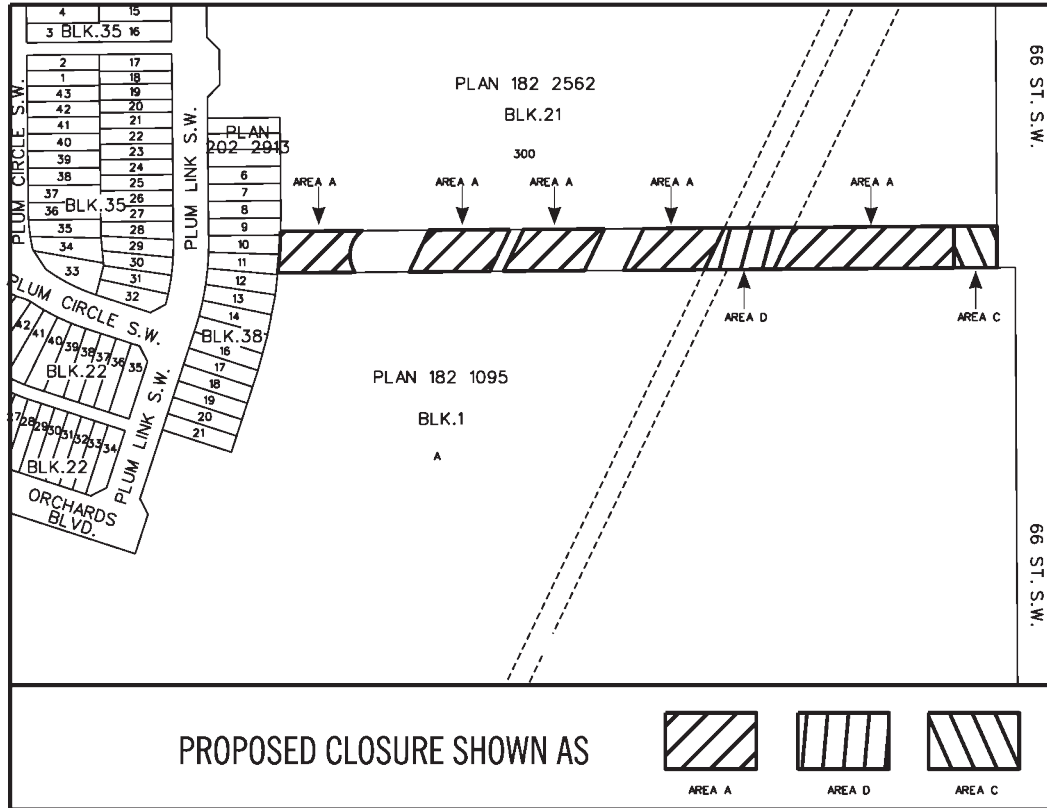 4
15
3 BLK.35 16
2
17
1
18
43
19
42
20
41
21
40
22
39
23
38
24
37
25
36
26
BLK.35
27
35
28
34
29
33
30
31
32
PLUM CIRCLE S.W.
PLUM LINK S.W.
PLAN
202 2913
6
7
8
9
10
11
12
13
14
BLK.38
16
17
18
19
20
21
PLAN 182 2562
BLK.21
300
AREA A
AREA A
AREA A
AREA A
AREA A
66 ST. S.W.
AREA D
AREA C
PLUM CIRCLE S.W.
42
41
40
39
38
37
36
35
BLK.22
PLUM LINK S.W.
37
28
29
30
31
32
33
34
BLK.22
ORCHARDS
BLVD.
PLAN 182 1095
BLK.1
A
66 ST. S.W.
PROPOSED CLOSURE SHOWN AS
AREA A
AREA D
AREA C